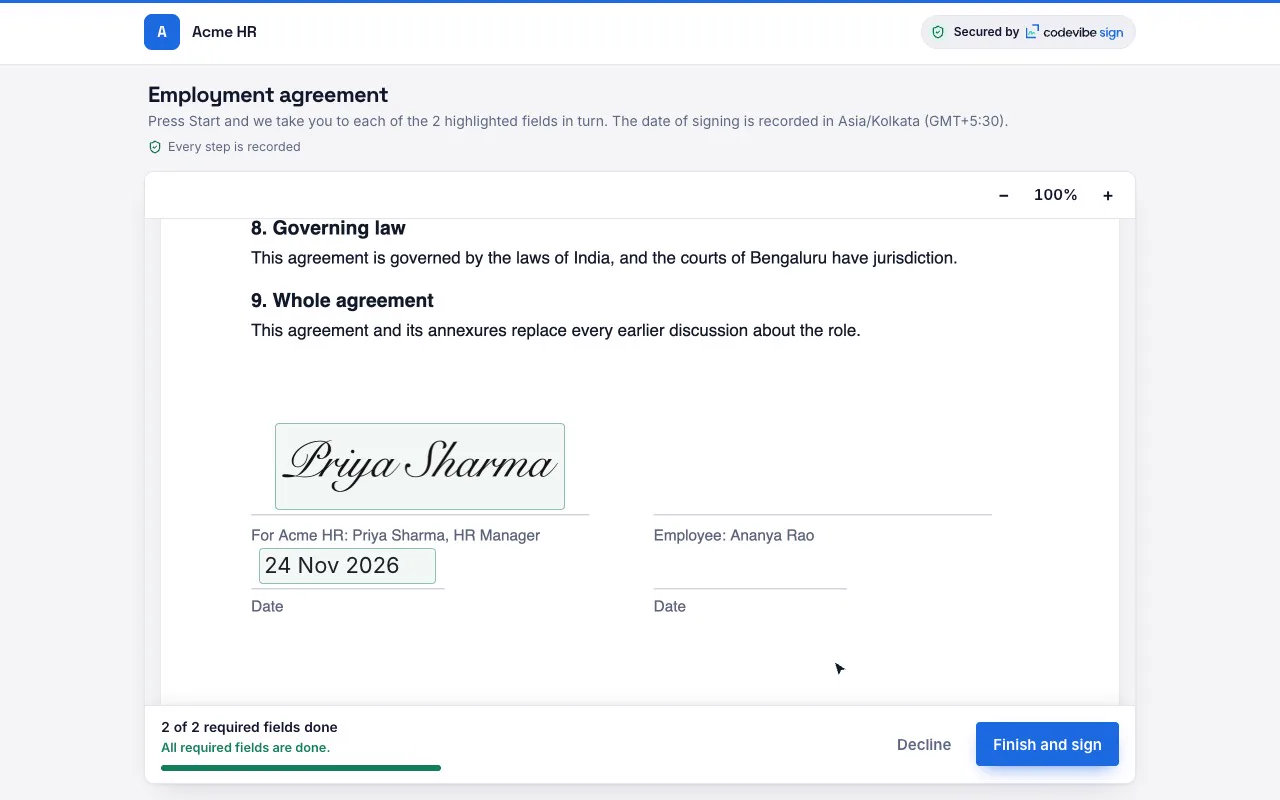 A Acme HR
Secured by codevibe sign
Employment agreement
Press Start and we take you to each of the 2 highlighted fields in turn. The date of signing is recorded in Asia/Kolkata (GMT+5:30).
Every step is recorded
− 100% +
8. Governing law
This agreement is governed by the laws of India, and the courts of Bengaluru have jurisdiction.
9. Whole agreement
This agreement and its annexures replace every earlier discussion about the role.
Priya Sharma
For Acme HR: Priya Sharma, HR Manager
Employee: Ananya Rao
24 Nov 2026
Date
Date
2 of 2 required fields done
All required fields are done.
Decline
Finish and sign